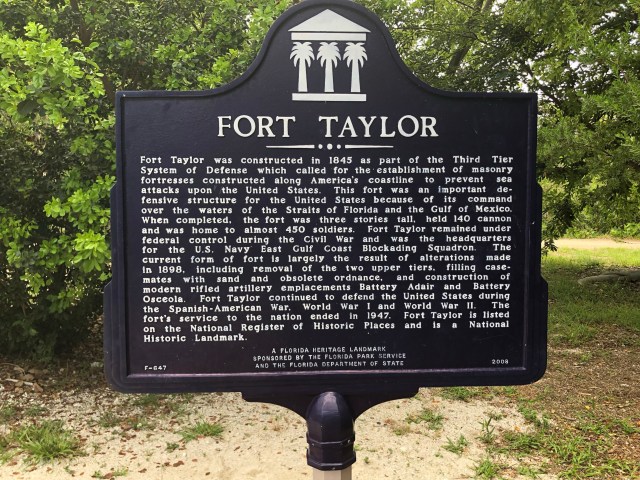 FORT TAYLOR
Fort Taylor was constructed in 1845 as part of the Third Tier
System of Defense which called for the establishment of masonry
fortresses constructed along America's coastline to prevent sea
attacks upon the United States. This fort was an important de-
fensive structure for the United States because of its command
over the waters of the Straits of Florida and the Gulf of Mexico.
When completed, the fort was three stories tall, held 140 cannon
and was home to almost 450 soldiers. Fort Taylor remained under
federal control during the Civil War and was the headquarters
for the U.S. Navy East Gulf Coast Blockading Squadron. The
current form of fort is largely the result of alterations made
in 1898, including removal of the two upper tiers, filling case-
mates with sand and obsolete ordnance, and construction of
modern rifled artillery emplacements Battery Adair and Battery
Osceola. Fort Taylor continued to defend the United States during
the Spanish-American War, World War I and World War II. The
fort's service to the nation ended in 1947. Fort Taylor is listed
on the National Register of Historic Places and is a National
Historic Landmark.
A FLORIDA HERITAGE LANDMARK
SPONSORED BY THE FLORIDA PARK SERVICE
F-647 AND THE FLORIDA DEPARTMENT OF STATE 2008